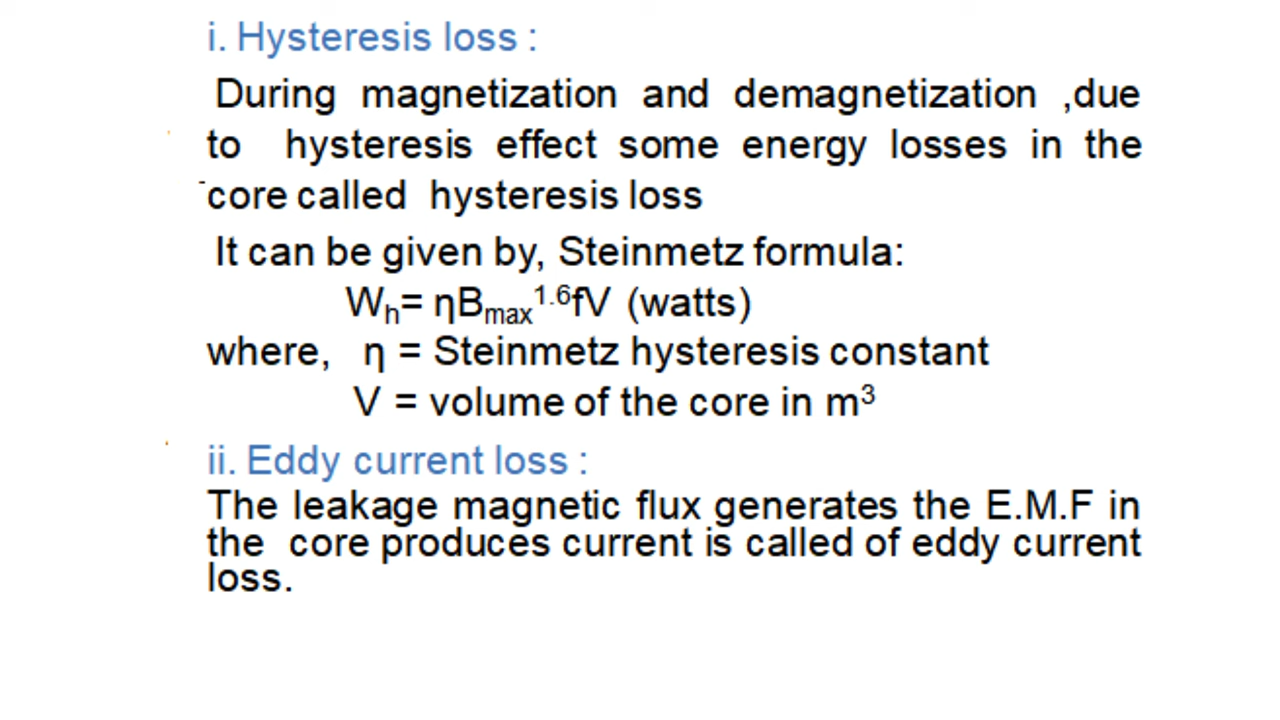 i. Hysteresis loss :
During magnetization and demagnetization ,due
to hysteresis effect some energy losses in the
core called hysteresis loss
It can be given by, Steinmetz formula:
Wₕ= ηBₘₐₓ¹·⁶fV (watts)
where, η = Steinmetz hysteresis constant
V = volume of the core in m³
ii. Eddy current loss :
The leakage magnetic flux generates the E.M.F in
the core produces current is called of eddy current
loss.